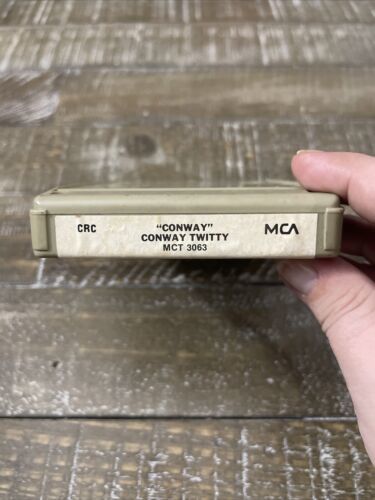 CRC
"CONWAY"
CONWAY TWITTY
MCT 3063
MCA